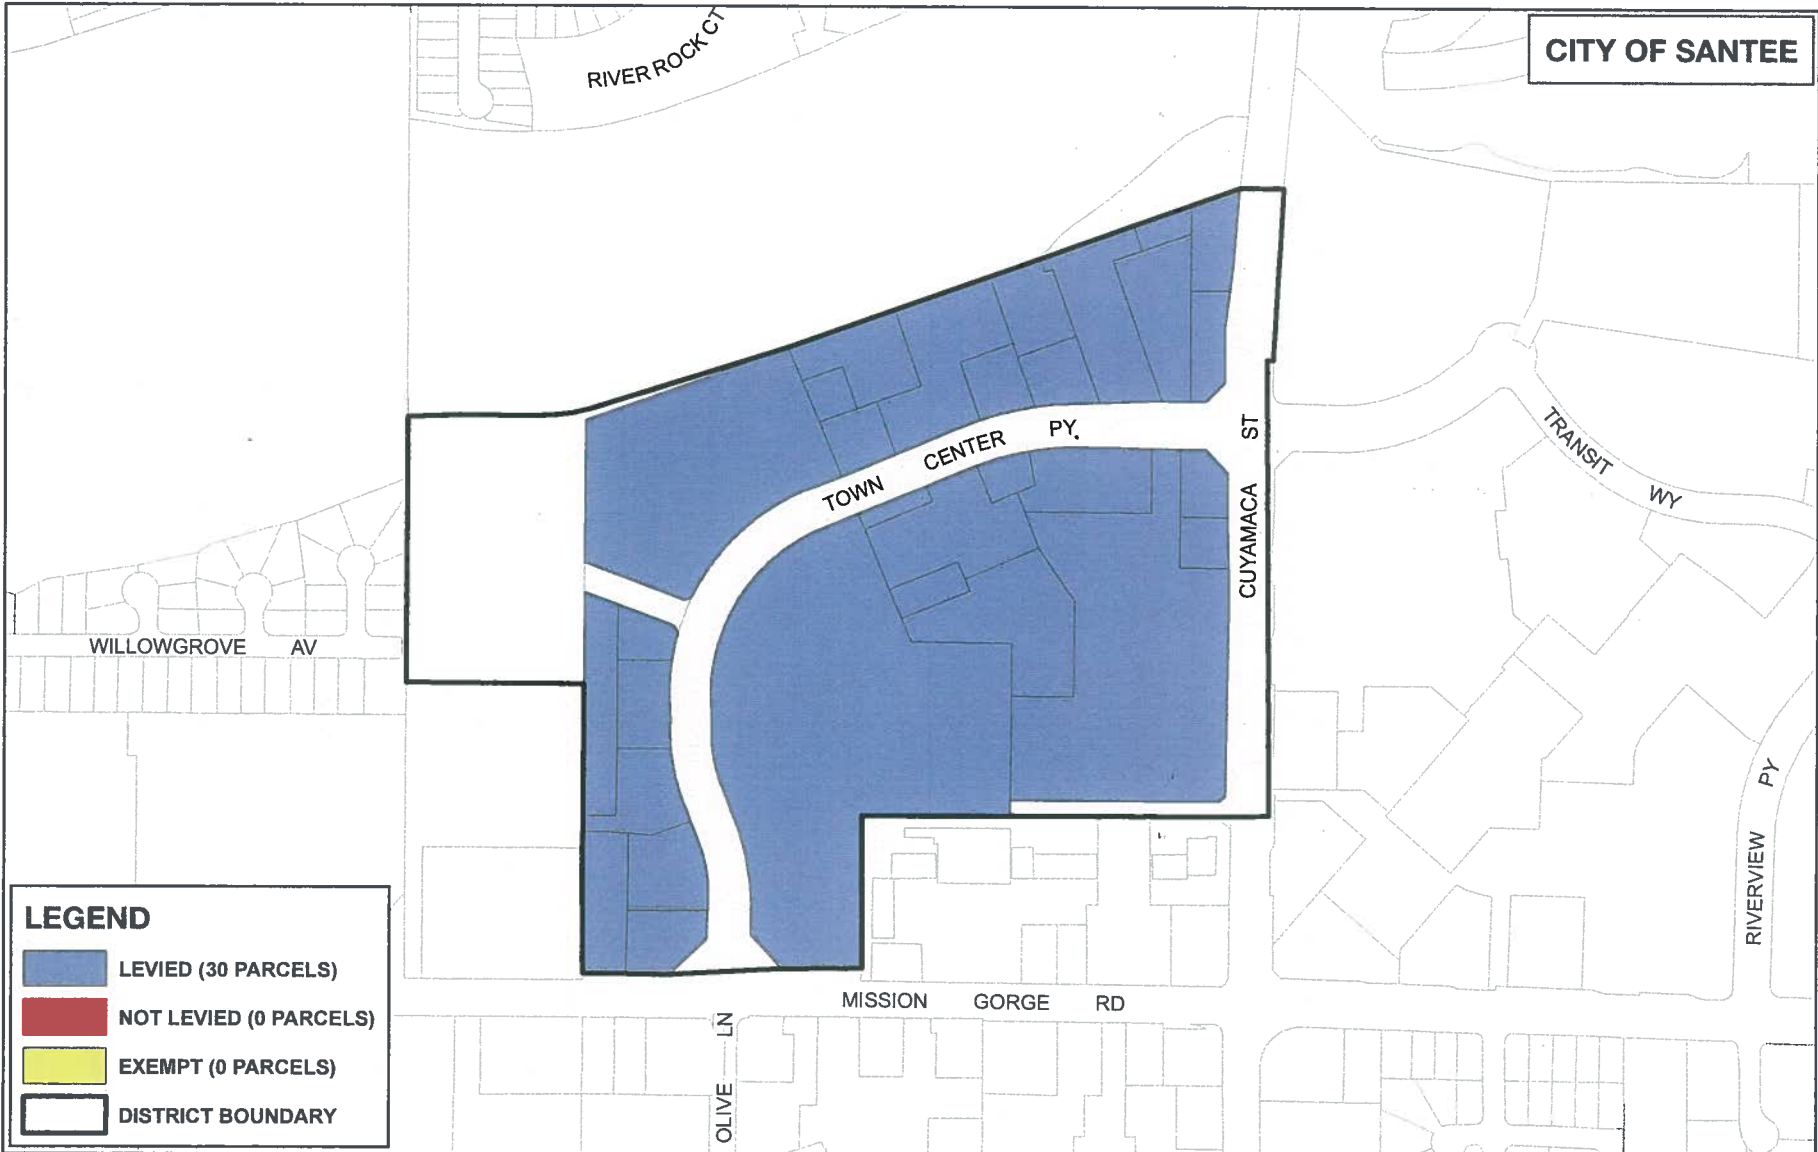 CITY OF SANTEE
RIVER ROCK CT
TOWN CENTER PY
CUYAMACA ST
TRANSIT WY
WILLOWGROVE AV
RIVERVIEW PY
MISSION GORGE RD
OLIVE LN
LEGEND
LEVIED (30 PARCELS)
NOT LEVIED (0 PARCELS)
EXEMPT (0 PARCELS)
DISTRICT BOUNDARY